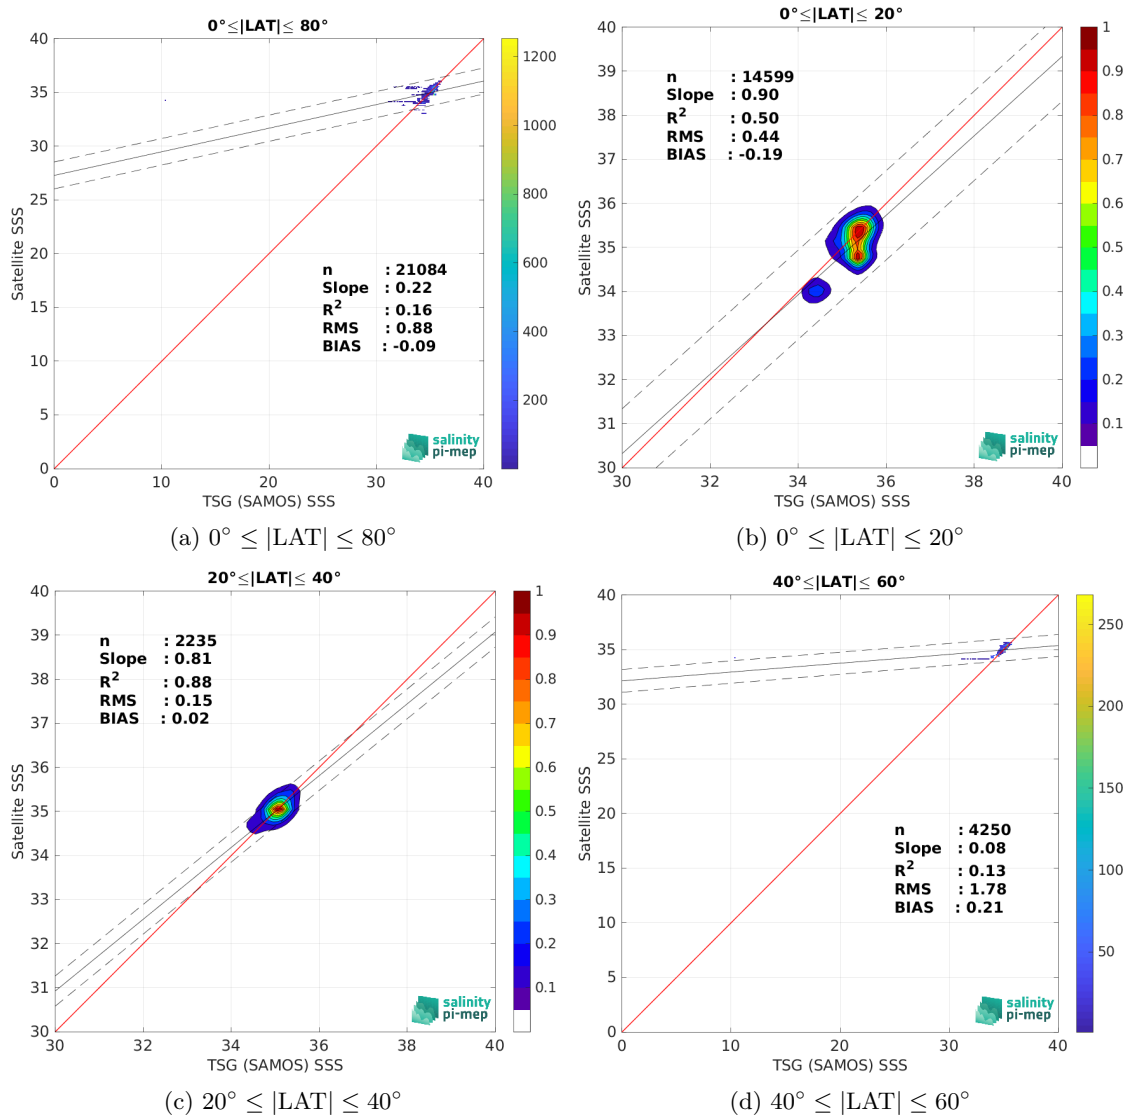 0°≤|LAT|≤ 80°
40
35
30
25
20
15
10
5
0
0
10
20
30
40
Satellite SSS
TSG (SAMOS) SSS
n : 21084
Slope : 0.22
R² : 0.16
RMS : 0.88
BIAS : -0.09
1200
1000
800
600
400
200
salinity
pi-mep
(a) 0° ≤ |LAT| ≤ 80°
0°≤|LAT|≤ 20°
40
39
38
37
36
35
34
33
32
31
30
30
32
34
36
38
40
Satellite SSS
TSG (SAMOS) SSS
n : 14599
Slope : 0.90
R² : 0.50
RMS : 0.44
BIAS : -0.19
1
0.9
0.8
0.7
0.6
0.5
0.4
0.3
0.2
0.1
salinity
pi-mep
(b) 0° ≤ |LAT| ≤ 20°
20°≤|LAT|≤ 40°
40
39
38
37
36
35
34
33
32
31
30
30
32
34
36
38
40
Satellite SSS
TSG (SAMOS) SSS
n : 2235
Slope : 0.81
R² : 0.88
RMS : 0.15
BIAS : 0.02
1
0.9
0.8
0.7
0.6
0.5
0.4
0.3
0.2
0.1
salinity
pi-mep
(c) 20° ≤ |LAT| ≤ 40°
40°≤|LAT|≤ 60°
40
35
30
25
20
15
10
5
0
0
10
20
30
40
Satellite SSS
TSG (SAMOS) SSS
n : 4250
Slope : 0.08
R² : 0.13
RMS : 1.78
BIAS : 0.21
250
200
150
100
50
salinity
pi-mep
(d) 40° ≤ |LAT| ≤ 60°